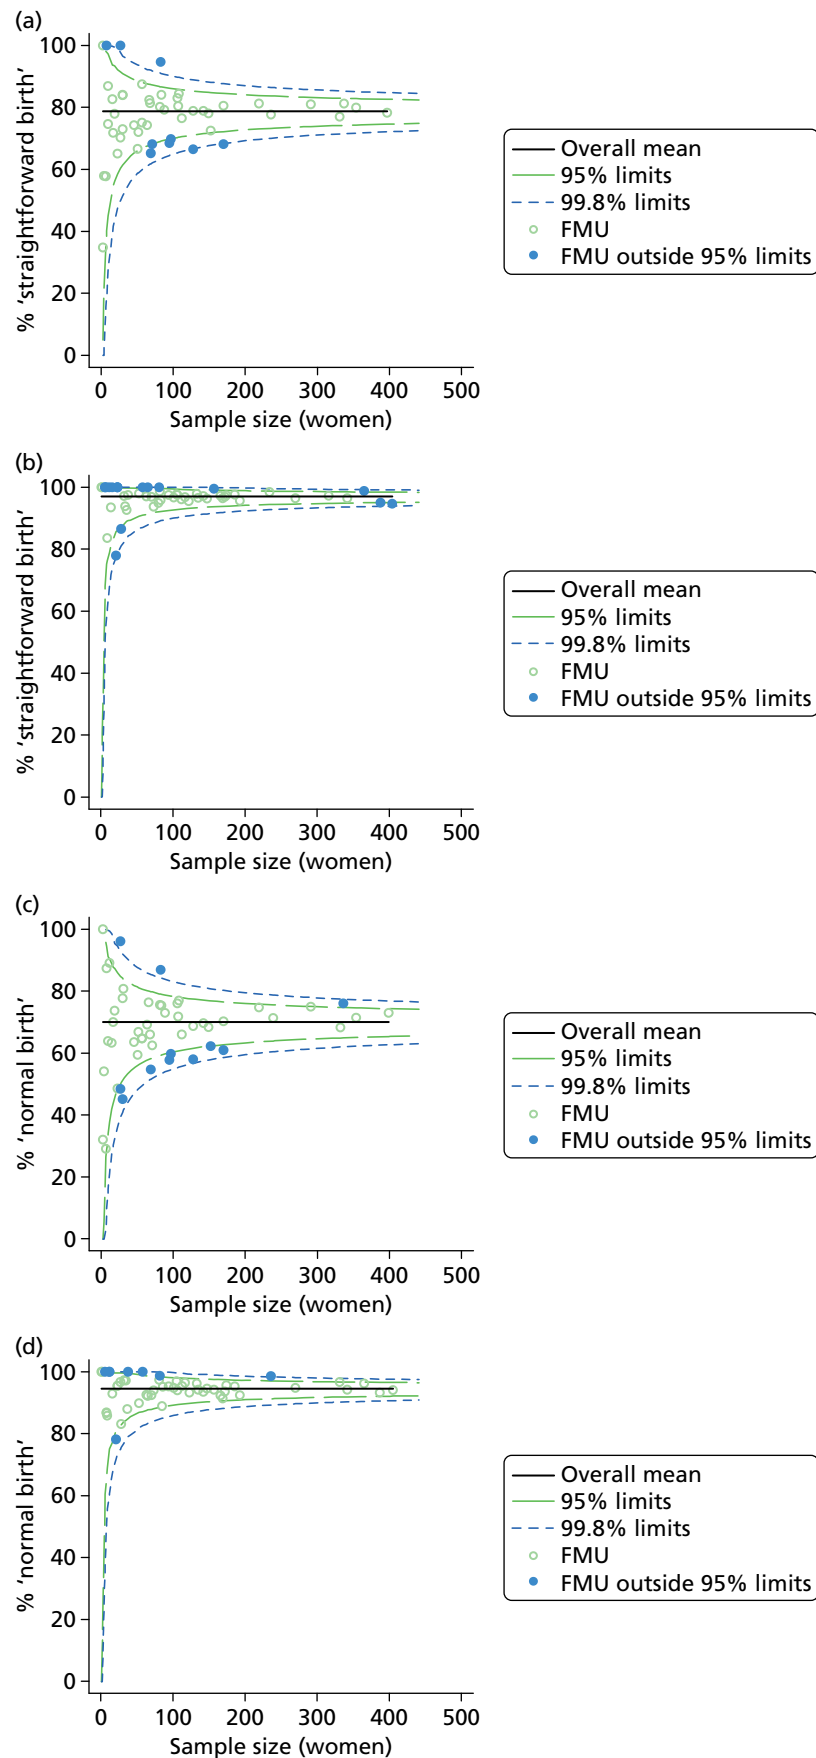 (a)
100
80
60
40
20
0
% ‘straightforward birth’
0 100 200 300 400 500
Sample size (women)
Overall mean
95% limits
99.8% limits
FMU
FMU outside 95% limits
(b)
100
80
60
40
20
0
% ‘straightforward birth’
0 100 200 300 400 500
Sample size (women)
Overall mean
95% limits
99.8% limits
FMU
FMU outside 95% limits
(c)
100
80
60
40
20
0
% ‘normal birth’
0 100 200 300 400 500
Sample size (women)
Overall mean
95% limits
99.8% limits
FMU
FMU outside 95% limits
(d)
100
80
60
40
20
0
% ‘normal birth’
0 100 200 300 400 500
Sample size (women)
Overall mean
95% limits
99.8% limits
FMU
FMU outside 95% limits